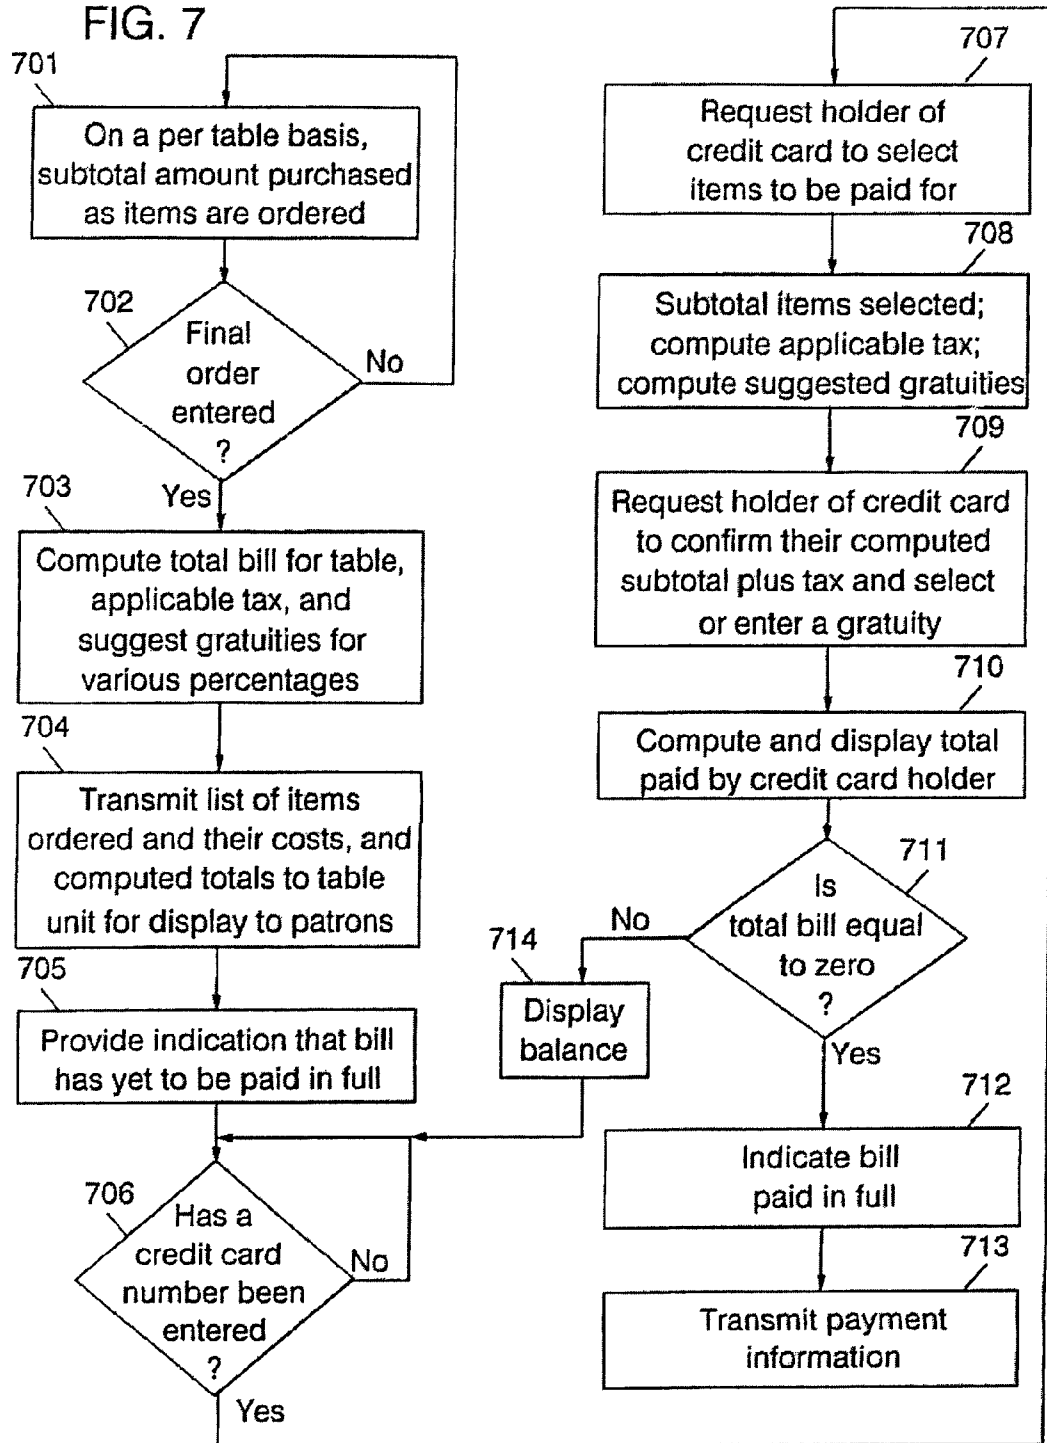 FIG. 7
701
On a per table basis,
subtotal amount purchased
as items are ordered
702
Final
order
entered
?
No
Yes
703
Compute total bill for table,
applicable tax, and
suggest gratuities for
various percentages
704
Transmit list of items
ordered and their costs, and
computed totals to table
unit for display to patrons
705
Provide indication that bill
has yet to be paid in full
706
Has a
credit card
number been
entered
?
No
Yes
707
Request holder of
credit card to select
items to be paid for
708
Subtotal items selected;
compute applicable tax;
compute suggested gratuities
709
Request holder of credit card
to confirm their computed
subtotal plus tax and select
or enter a gratuity
710
Compute and display total
paid by credit card holder
711
Is
total bill equal
to zero
?
No
714
Display
balance
Yes
712
Indicate bill
paid in full
713
Transmit payment
information